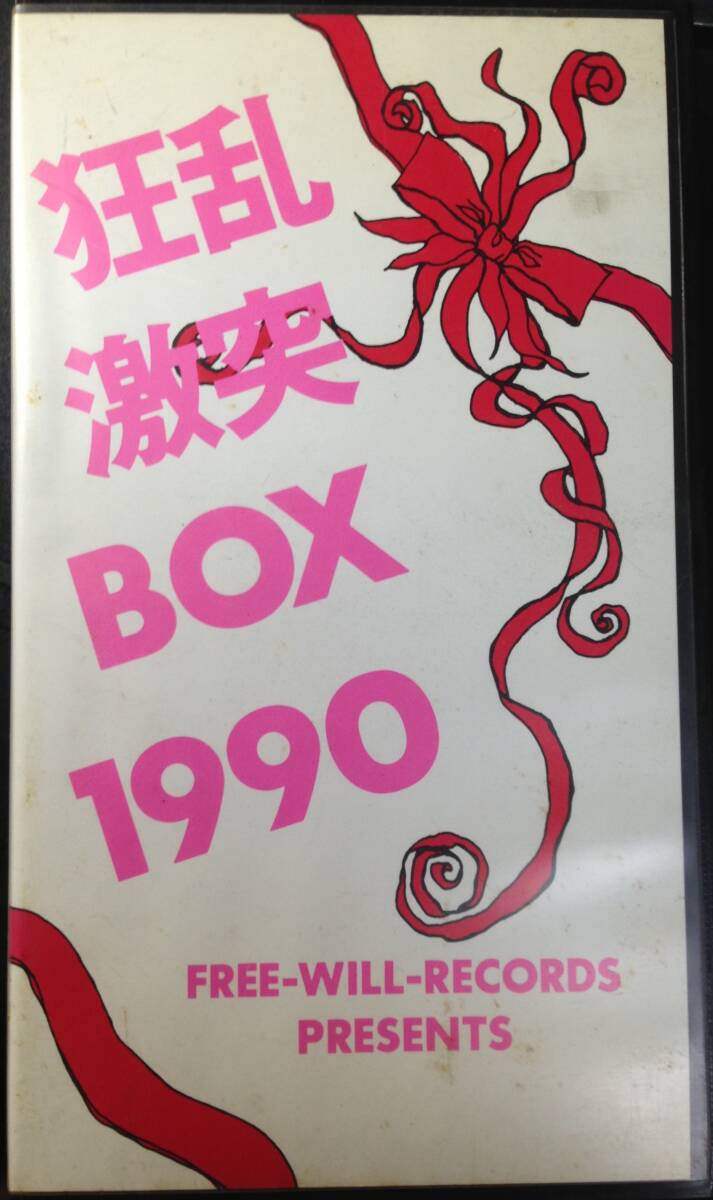 狂乱
激突
BOX
1990
FREE-WILL-RECORDS
PRESENTS